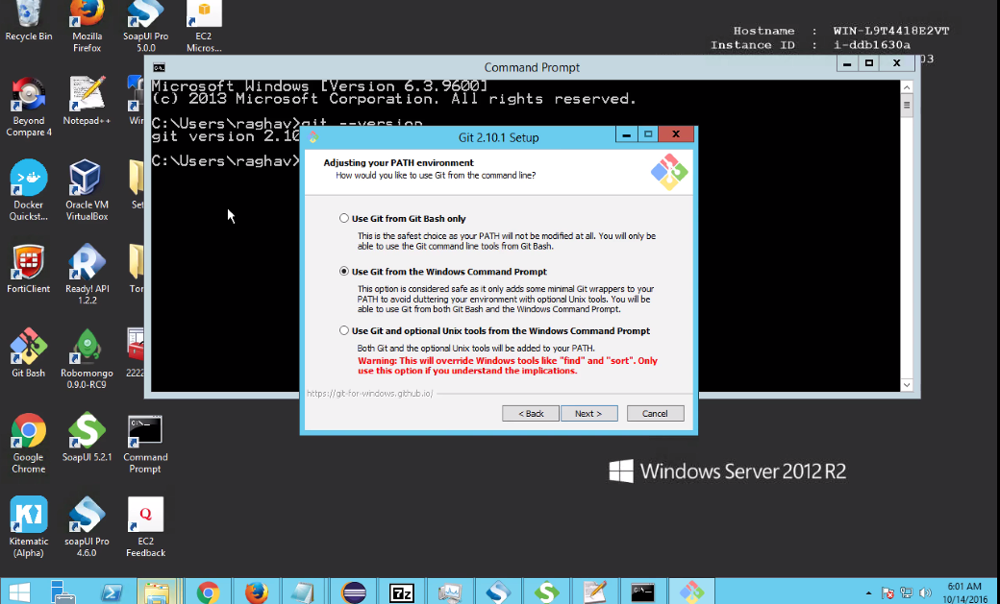 Recycle Bin
Mozilla
Firefox
SoapUI Pro
5.0.0
EC2
Micros...
Hostname : WIN-L9T4418E2VT
Instance ID : i-ddb1630a
03
Command Prompt
Microsoft Windows [Version 6.3.9600]
(c) 2013 Microsoft Corporation. All rights reserved.
C:\Users\raghav>git --version
git version 2.10
C:\Users\raghav>
Beyond
Compare 4
Notepad++
Win
Docker
Quickst...
Oracle VM
VirtualBox
Set
FortiClient
Ready! API
1.2.2
Tor
Git Bash
Robomongo
0.9.0-RC9
2222
Google
Chrome
SoapUI 5.2.1
Command
Prompt
Kitematic
(Alpha)
soapUI Pro
4.6.0
EC2
Feedback
Git 2.10.1 Setup
Adjusting your PATH environment
How would you like to use Git from the command line?
Use Git from Git Bash only
This is the safest choice as your PATH will not be modified at all. You will only be
able to use the Git command line tools from Git Bash.
Use Git from the Windows Command Prompt
This option is considered safe as it only adds some minimal Git wrappers to your
PATH to avoid cluttering your environment with optional Unix tools. You will be
able to use Git from both Git Bash and the Windows Command Prompt.
Use Git and optional Unix tools from the Windows Command Prompt
Both Git and the optional Unix tools will be added to your PATH.
Warning: This will override Windows tools like "find" and "sort". Only
use this option if you understand the implications.
https://git-for-windows.github.io/
< Back
Next >
Cancel
Windows Server 2012 R2
7z
6:01 AM
10/14/2016